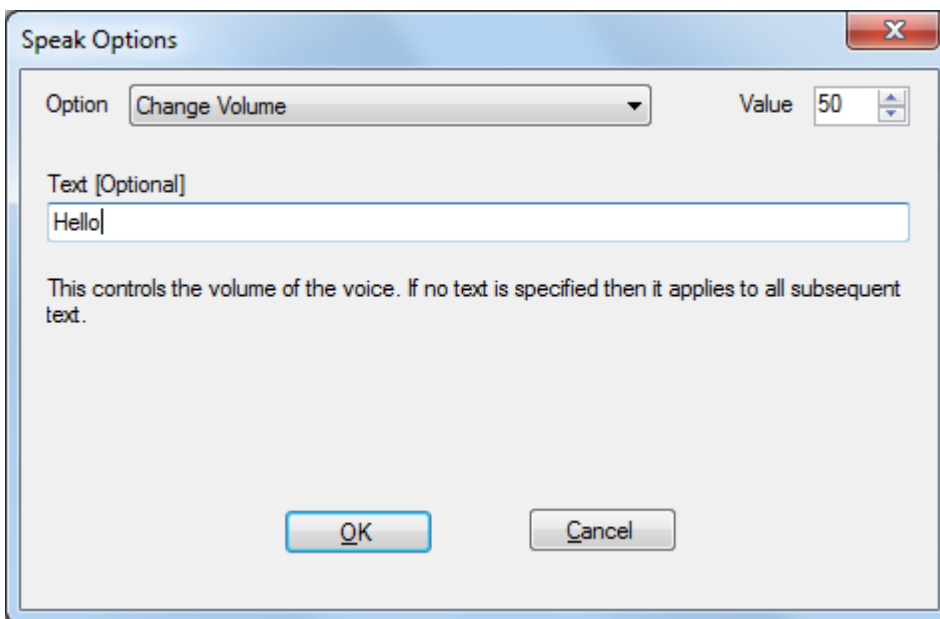 Speak Options
Option Change Volume Value 50
Text [Optional]
Hello
This controls the volume of the voice. If no text is specified then it applies to all subsequent
text.
OK Cancel